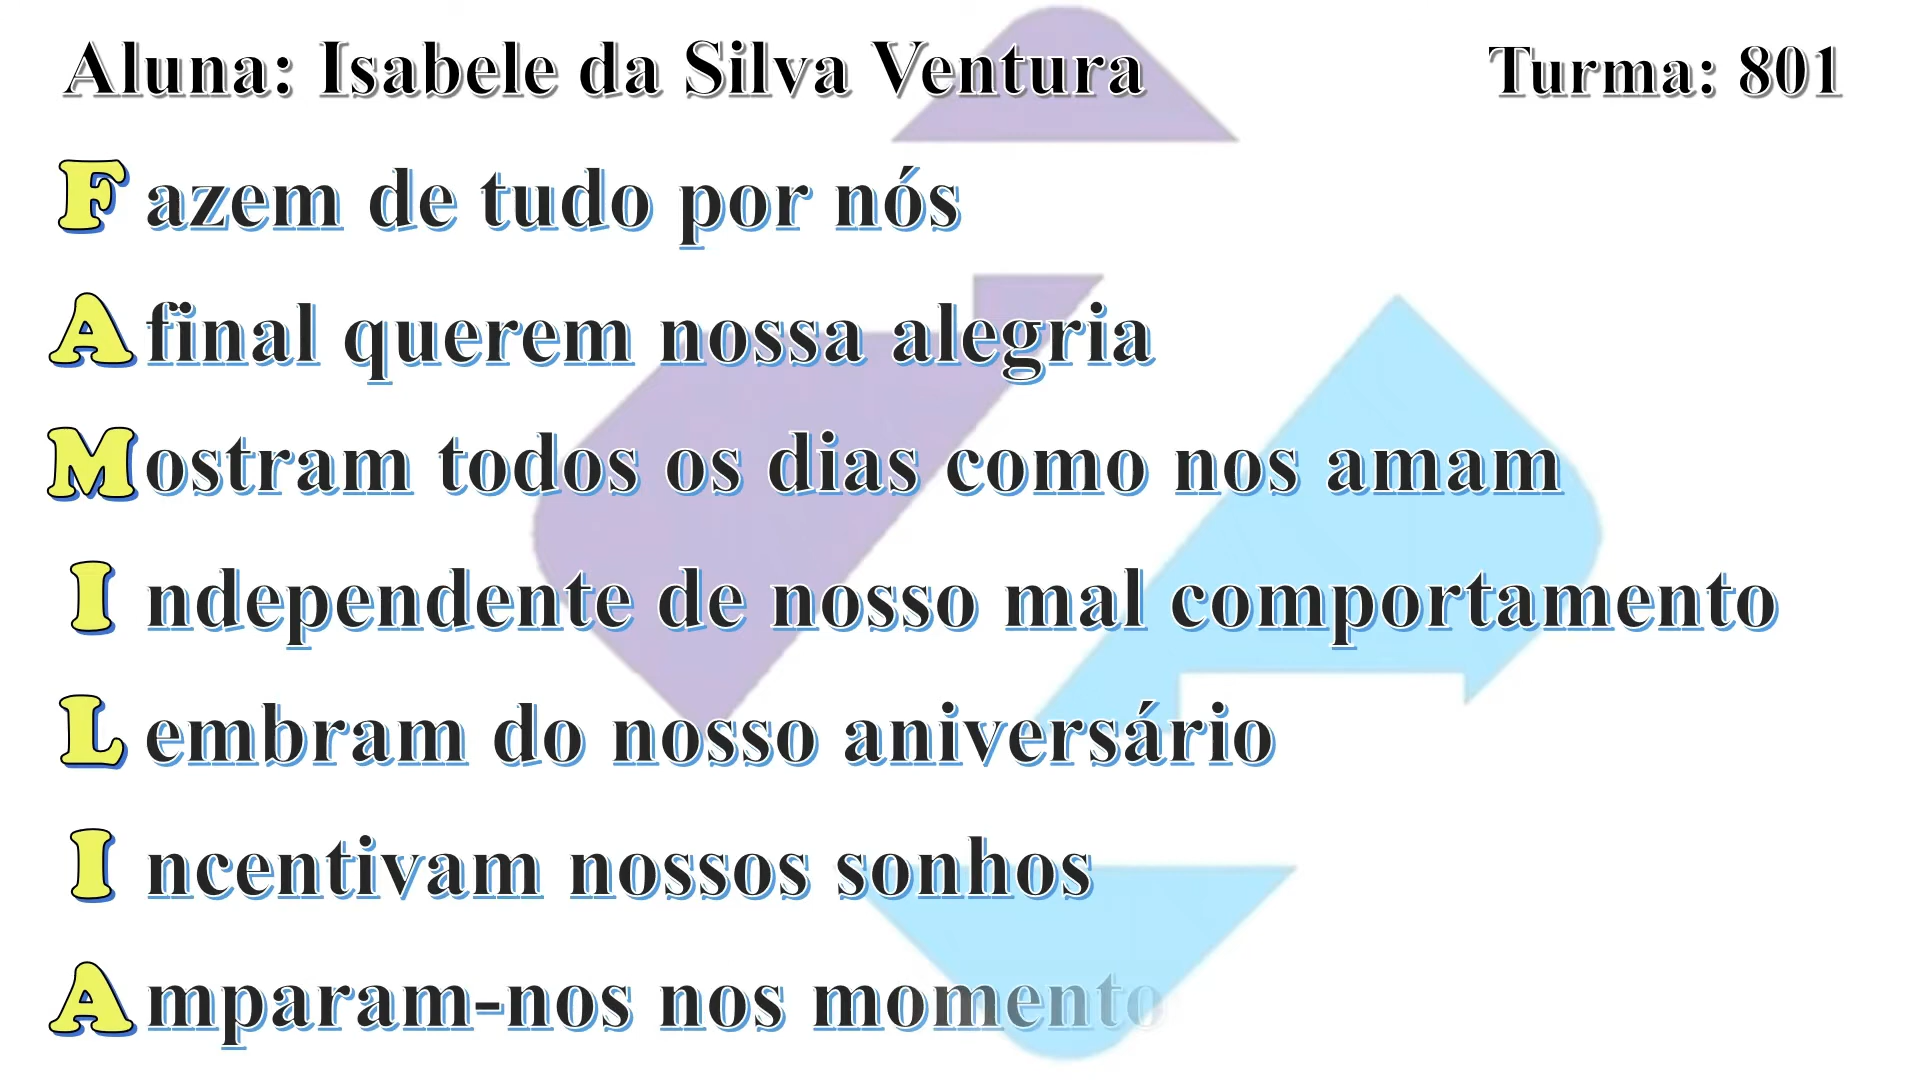 Aluna: Isabele da Silva Ventura Turma: 801
Fazem de tudo por nós
Afinal querem nossa alegria
Mostram todos os dias como nos amam
Independente de nosso mal comportamento
Lembram do nosso aniversário
Incentivam nossos sonhos
Amparam-nos nos momento